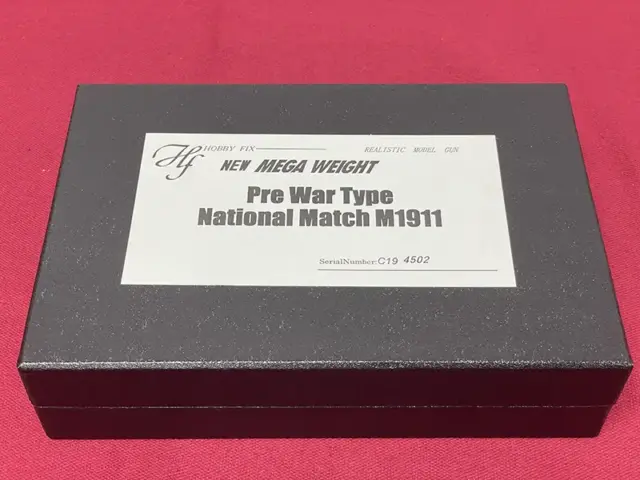 Hf HOBBY FIX REALISTIC MODEL GUN
NEW MEGA WEIGHT
Pre War Type
National Match M1911
SerialNumber:C19 4502